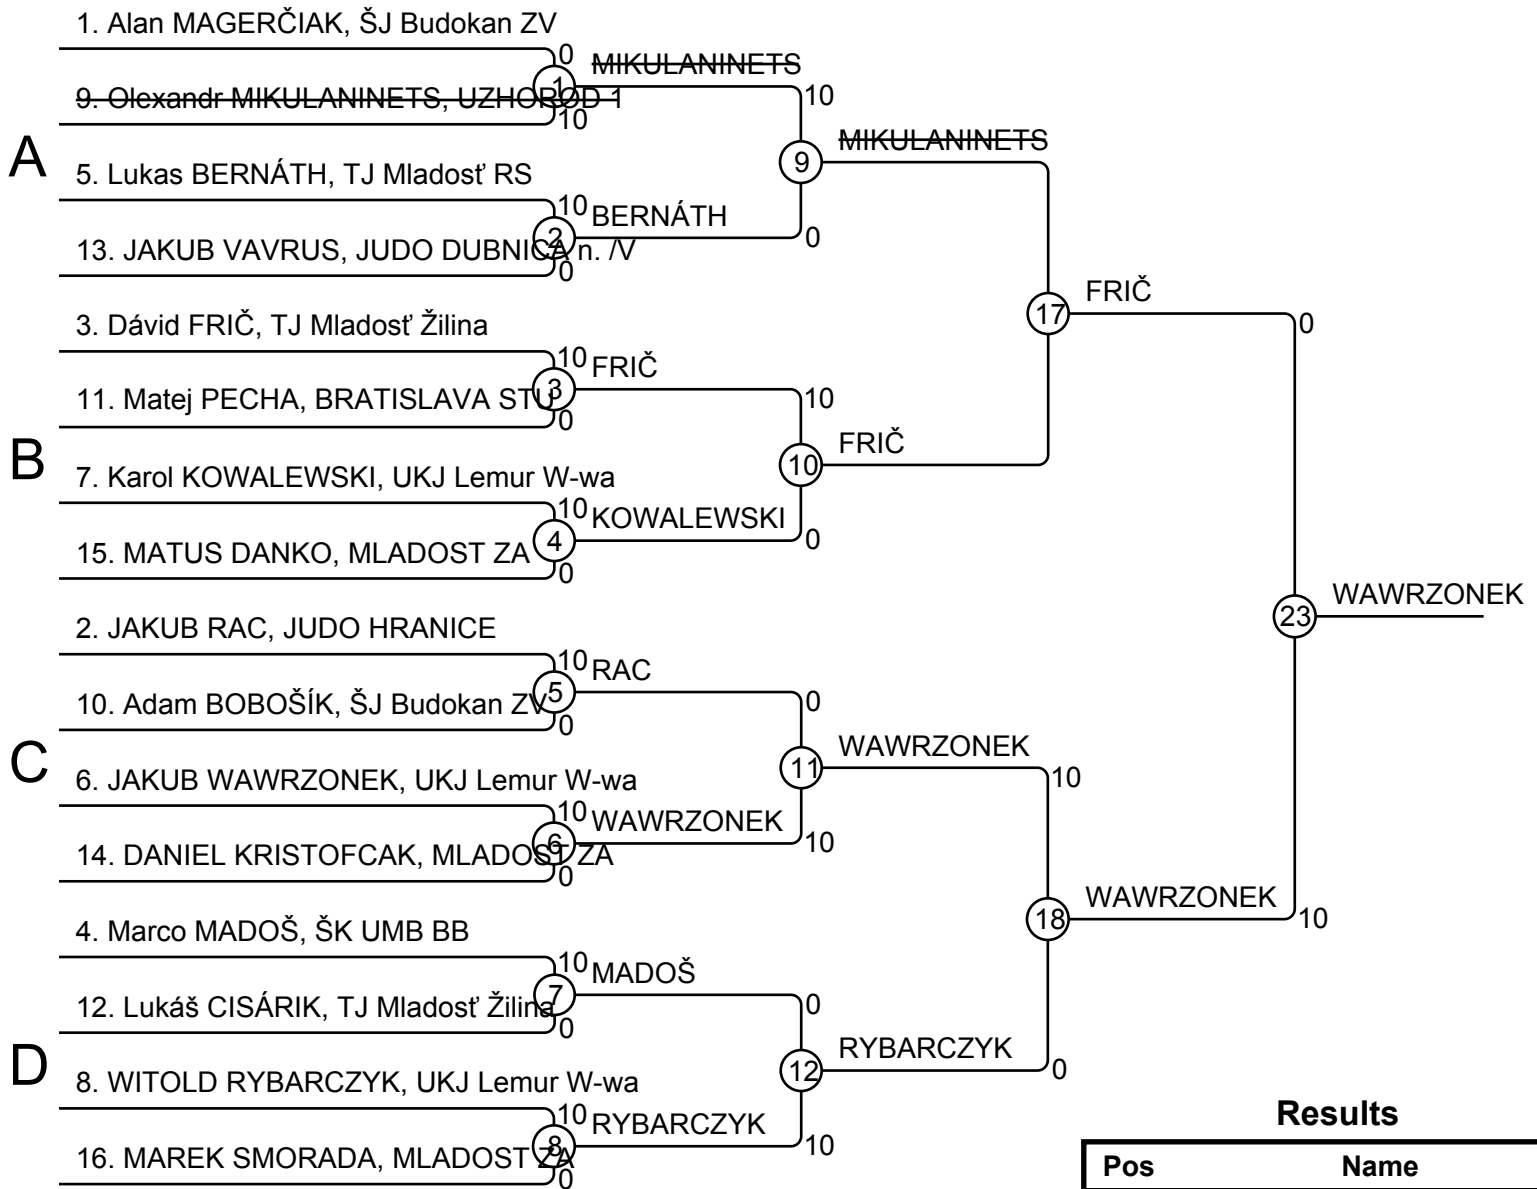 1. Alan MAGERČIAK, ŠJ Budokan ZV
0
1
MIKULANINETS
9. Olexandr MIKULANINETS, UZHOROD 1
10
10
A
9
MIKULANINETS
5. Lukas BERNÁTH, TJ Mladosť RS
10
2
BERNÁTH
0
13. JAKUB VAVRUS, JUDO DUBNICA n. /V
0
17
FRIČ
0
3. Dávid FRIČ, TJ Mladosť Žilina
10
3
FRIČ
11. Matej PECHA, BRATISLAVA STU
0
10
B
10
FRIČ
7. Karol KOWALEWSKI, UKJ Lemur W-wa
10
4
KOWALEWSKI
0
15. MATUS DANKO, MLADOST ZA
0
23
WAWRZONEK
2. JAKUB RAC, JUDO HRANICE
10
5
RAC
0
10. Adam BOBOŠÍK, ŠJ Budokan ZV
0
C
11
WAWRZONEK
10
6. JAKUB WAWRZONEK, UKJ Lemur W-wa
10
6
WAWRZONEK
10
14. DANIEL KRISTOFCAK, MLADOST ZA
0
18
WAWRZONEK
10
4. Marco MADOŠ, ŠK UMB BB
10
7
MADOŠ
0
12. Lukáš CISÁRIK, TJ Mladosť Žilina
0
D
12
RYBARCZYK
0
8. WITOLD RYBARCZYK, UKJ Lemur W-wa
10
8
RYBARCZYK
10
16. MAREK SMORADA, MLADOST ZA
0
Results
Pos Name